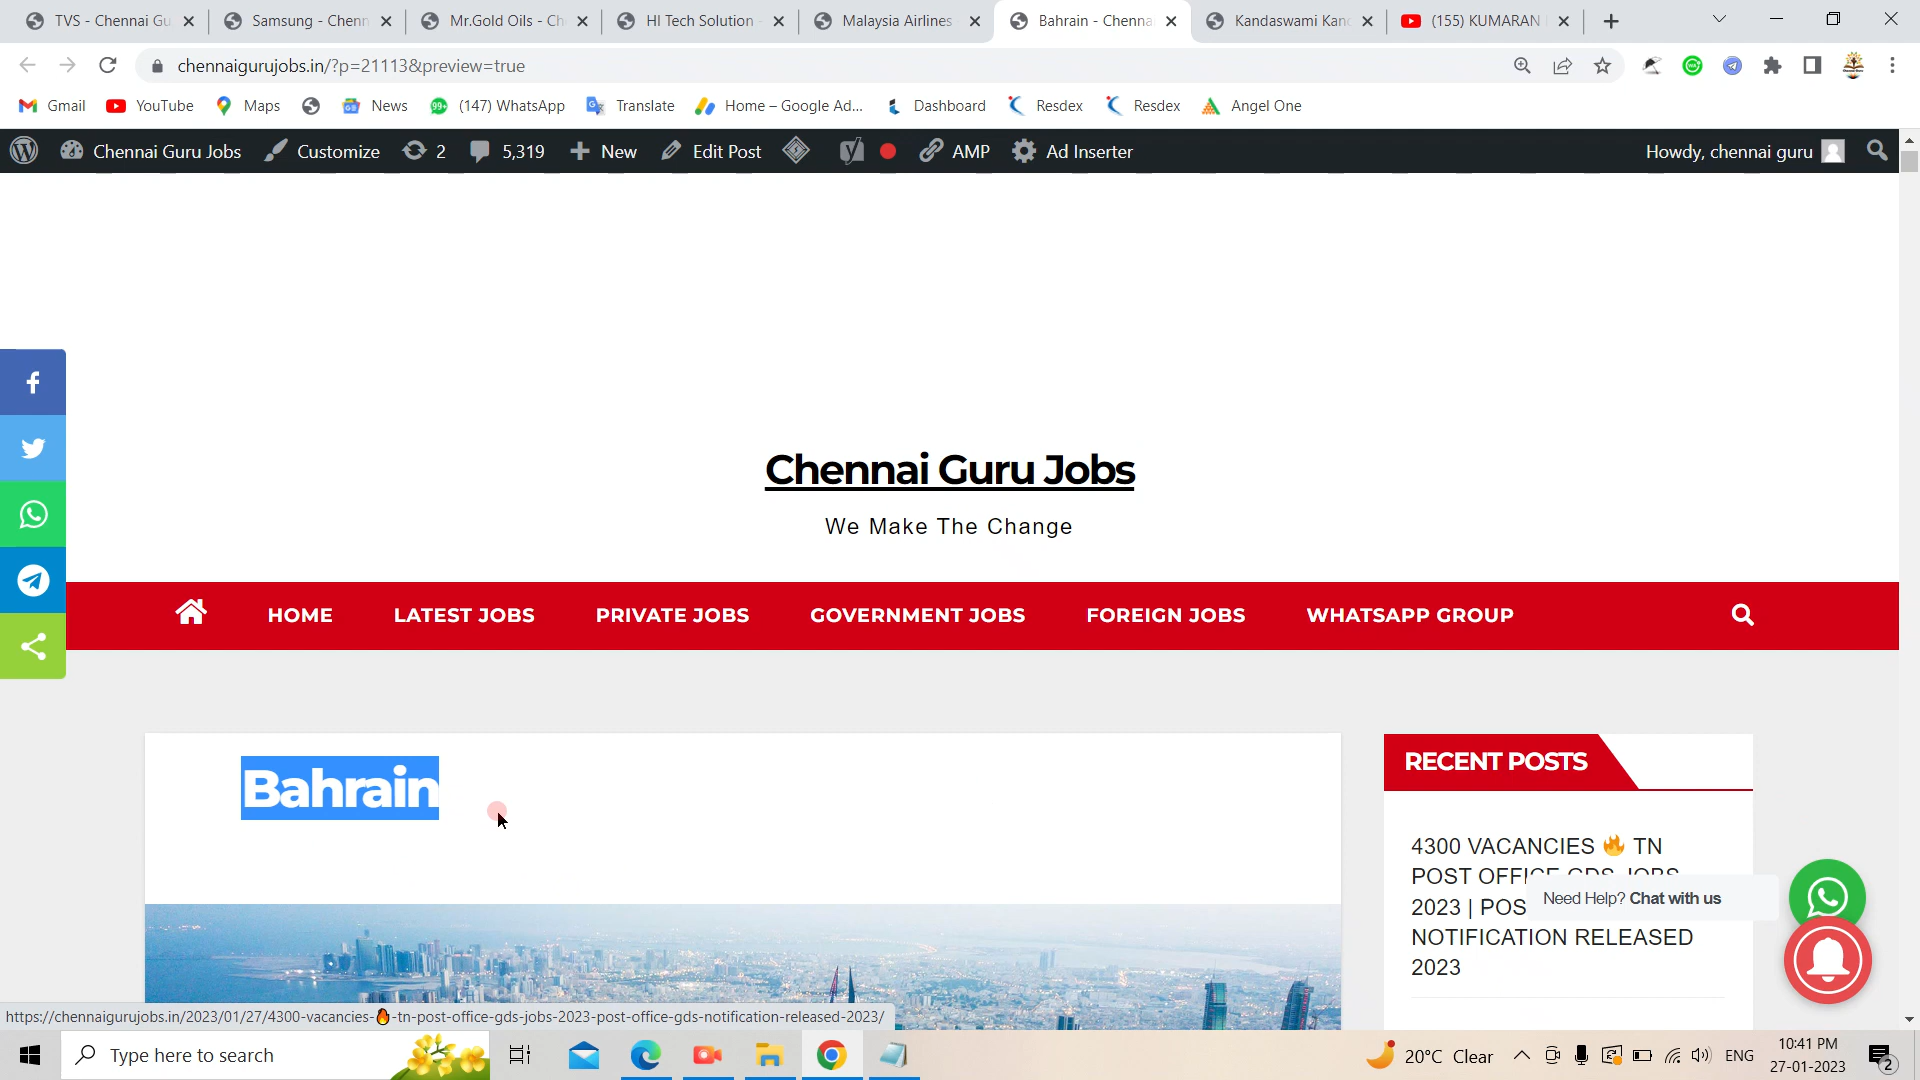 TVS - Chennai Gu
Samsung - Chenn
Mr.Gold Oils - Ch
HI Tech Solution -
Malaysia Airlines
Bahrain - Chenna
Kandaswami Kand
(155) KUMARAN
chennaigurujobs.in/?p=21113&preview=true
Gmail
YouTube
Maps
News
99+
(147) WhatsApp
Translate
Home – Google Ad...
Dashboard
Resdex
Resdex
Angel One
Chennai Guru Jobs
Customize
2
5,319
New
Edit Post
AMP
Ad Inserter
Howdy, chennai guru
Chennai Guru Jobs
We Make The Change
HOME
LATEST JOBS
PRIVATE JOBS
GOVERNMENT JOBS
FOREIGN JOBS
WHATSAPP GROUP
Bahrain
RECENT POSTS
4300 VACANCIES 🔥 TN
POST OFFICE GDS JOBS
2023 | POS
NOTIFICATION RELEASED
2023
Need Help? Chat with us
https://chennaigurujobs.in/2023/01/27/4300-vacancies-🔥-tn-post-office-gds-jobs-2023-post-office-gds-notification-released-2023/
Type here to search
20°C Clear
ENG
10:41 PM
27-01-2023
2